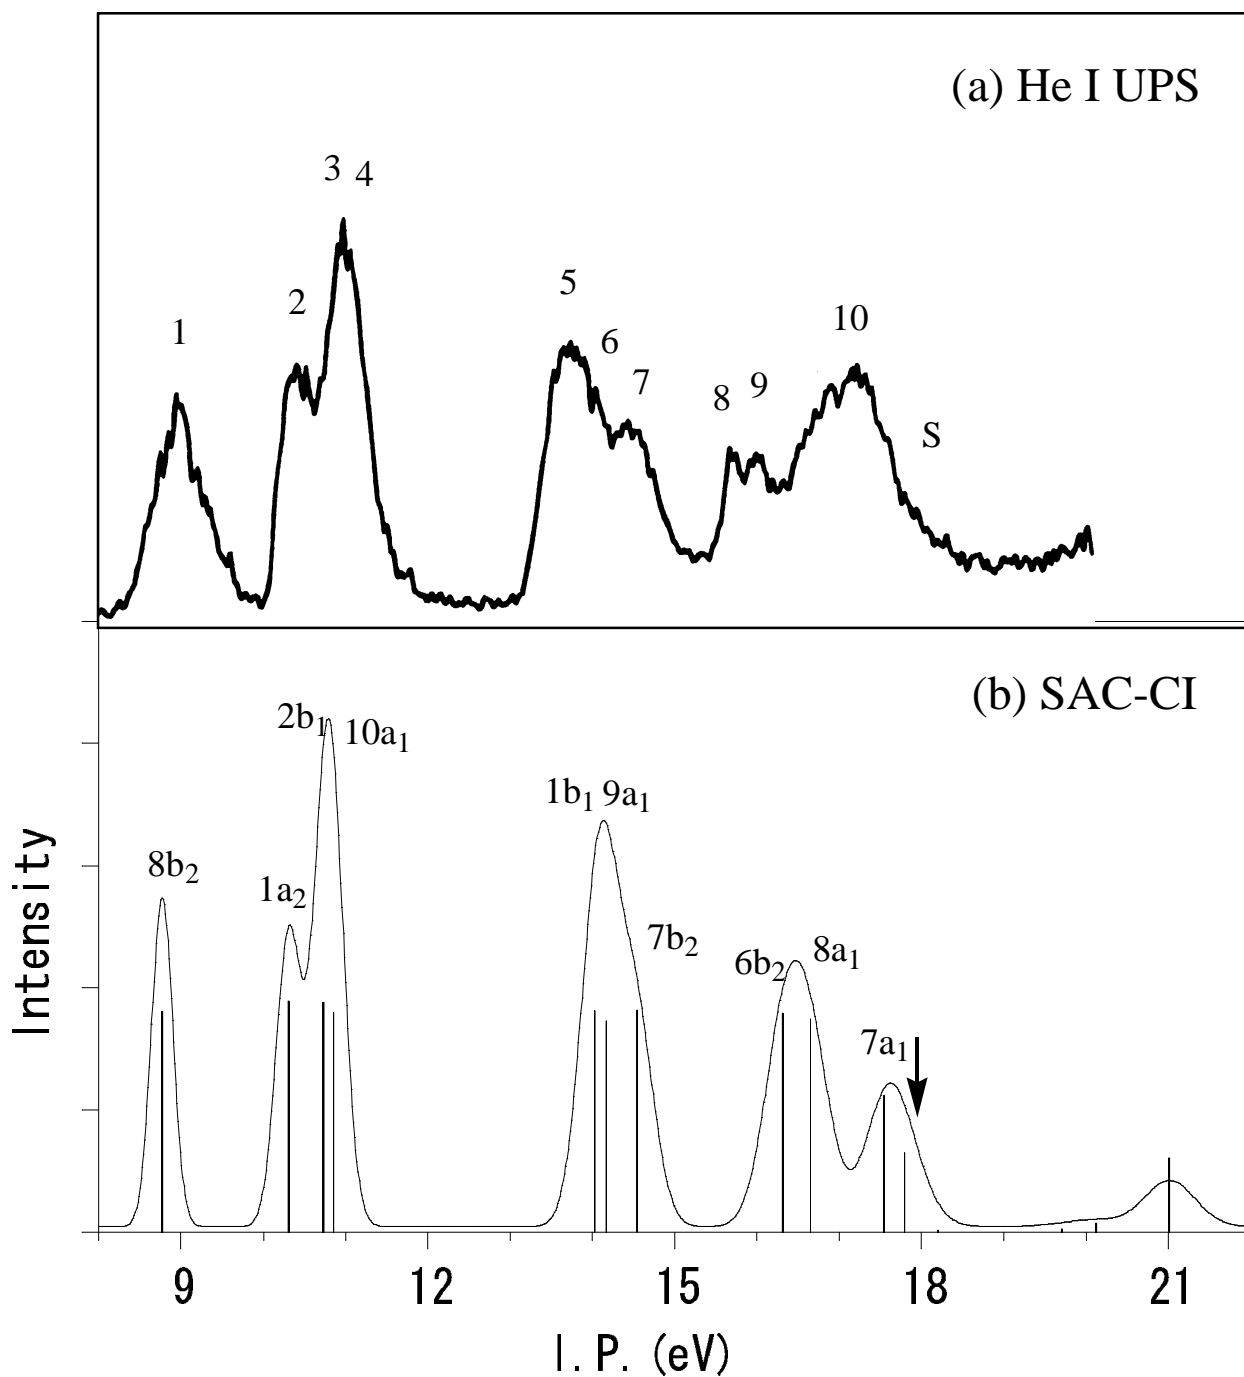 (a) He I UPS
3 4
2
5
1
6
10
7
8 9
S
(b) SAC-CI
2b₁ 10a₁
1b₁ 9a₁
8b₂
1a₂
7b₂
6b₂ 8a₁
7a₁
Intensity
9 12 15 18 21
I.P. (eV)